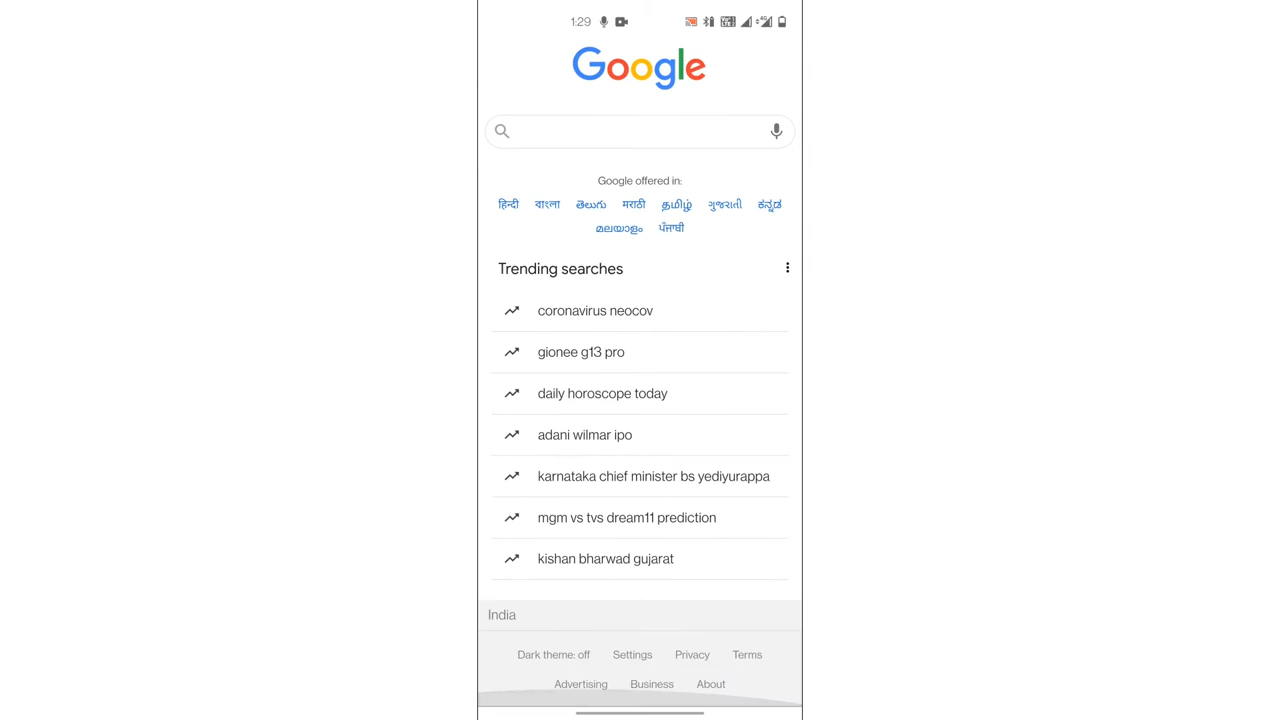 1:29
Google
Google offered in:
हिन्दी বাংলা తెలుగు मराठी தமிழ் ગુજરાતી ಕನ್ನಡ
മലയാളം ਪੰਜਾਬੀ
Trending searches
coronavirus neocov
gionee g13 pro
daily horoscope today
adani wilmar ipo
karnataka chief minister bs yediyurappa
mgm vs tvs dream11 prediction
kishan bharwad gujarat
India
Dark theme: off Settings Privacy Terms
Advertising Business About